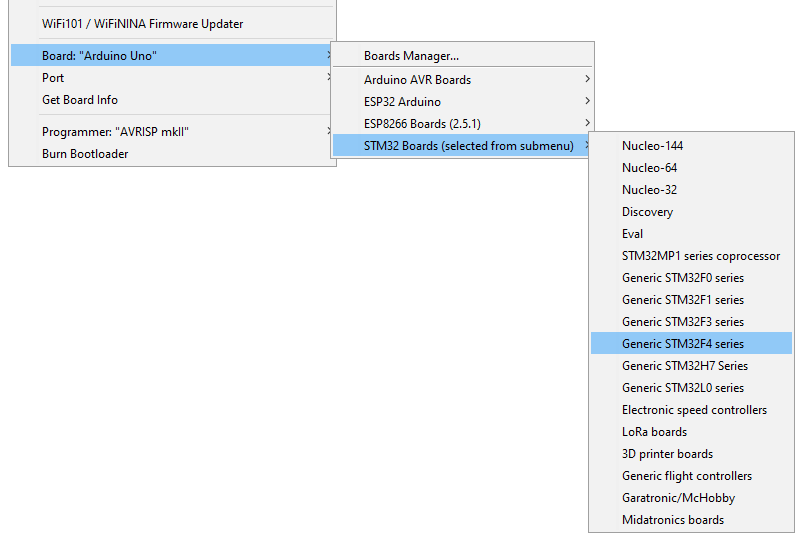 WiFi101 / WiFiNINA Firmware Updater
Board: "Arduino Uno"
Port
Get Board Info
Programmer: "AVRISP mkII"
Burn Bootloader
Boards Manager...
Arduino AVR Boards
ESP32 Arduino
ESP8266 Boards (2.5.1)
STM32 Boards (selected from submenu)
Nucleo-144
Nucleo-64
Nucleo-32
Discovery
Eval
STM32MP1 series coprocessor
Generic STM32F0 series
Generic STM32F1 series
Generic STM32F3 series
Generic STM32F4 series
Generic STM32H7 Series
Generic STM32L0 series
Electronic speed controllers
LoRa boards
3D printer boards
Generic flight controllers
Garatronic/McHobby
Midatronics boards